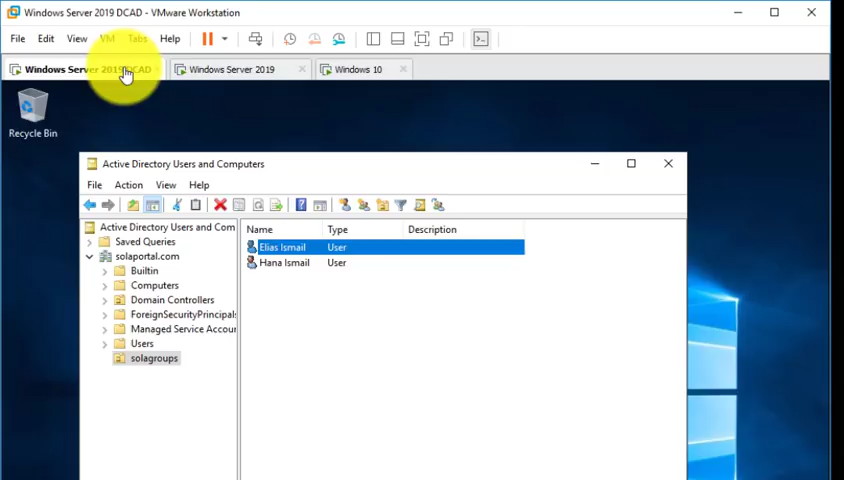 Windows Server 2019 DCAD - VMware Workstation
File Edit View VM Tabs Help
Windows Server 2019 DCAD Windows Server 2019 Windows 10
Recycle Bin
Active Directory Users and Computers
File Action View Help
Active Directory Users and Com
Name Type Description
Saved Queries
Elias Ismail User
solaportal.com
Hana Ismail User
Builtin
Computers
Domain Controllers
ForeignSecurityPrincipals
Managed Service Accour
Users
solagroups